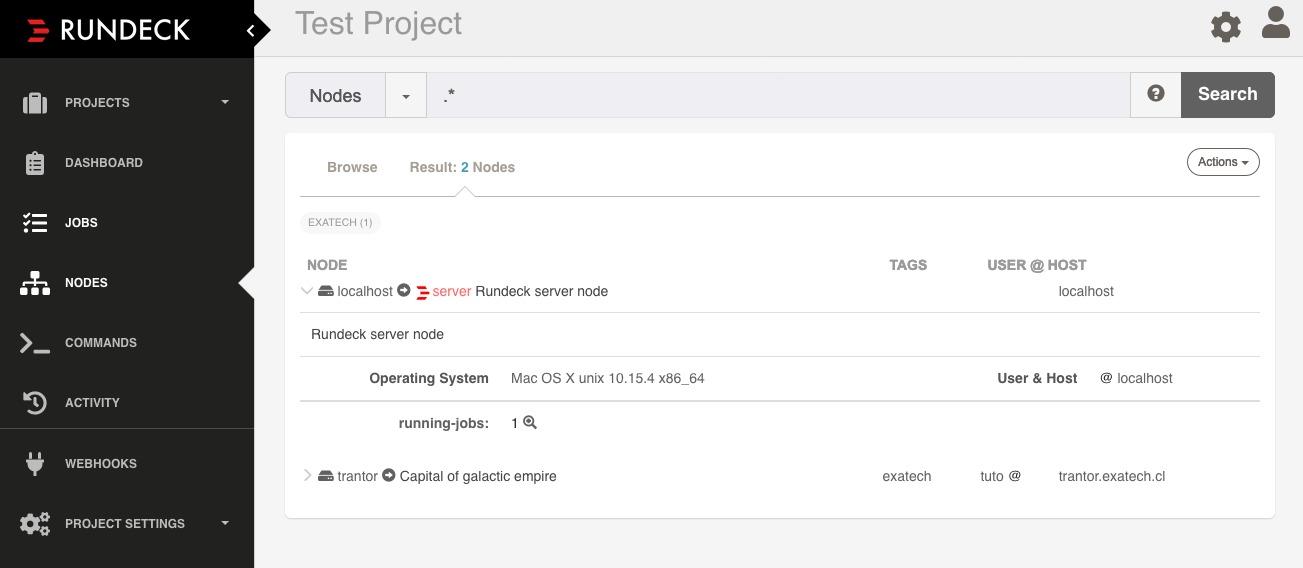 RUNDECK
Test Project
PROJECTS
DASHBOARD
JOBS
NODES
COMMANDS
ACTIVITY
WEBHOOKS
PROJECT SETTINGS
Nodes .* ? Search
Browse Result: 2 Nodes Actions
EXATECH (1)
NODE TAGS USER @ HOST
localhost server Rundeck server node localhost
Rundeck server node
Operating System Mac OS X unix 10.15.4 x86_64 User & Host @ localhost
running-jobs: 1
trantor Capital of galactic empire exatech tuto @ trantor.exatech.cl